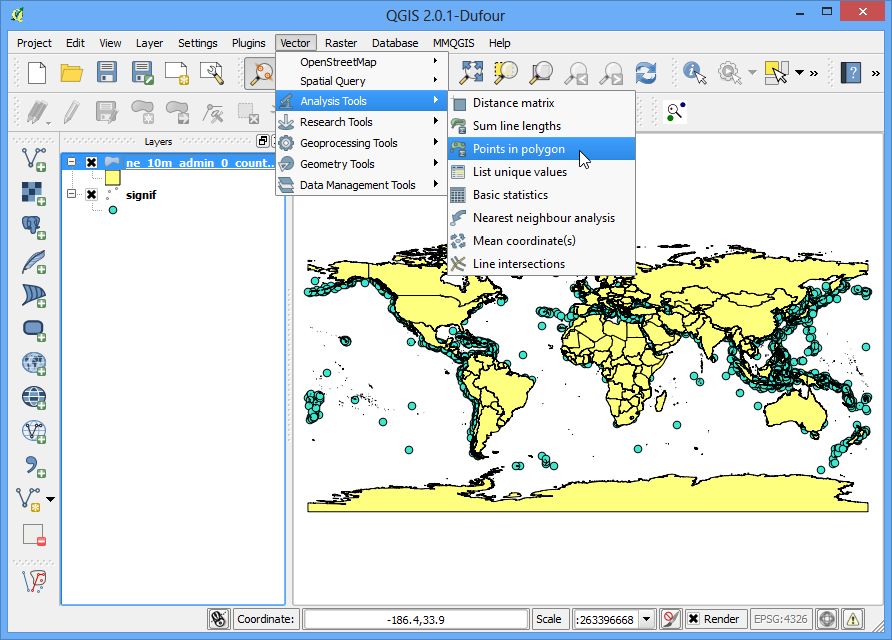 QGIS 2.0.1-Dufour
Project Edit View Layer Settings Plugins Vector Raster Database MMQGIS Help
OpenStreetMap
Spatial Query
Analysis Tools
Research Tools
Geoprocessing Tools
Geometry Tools
Data Management Tools
Distance matrix
Sum line lengths
Points in polygon
List unique values
Basic statistics
Nearest neighbour analysis
Mean coordinate(s)
Line intersections
Layers
ne_10m_admin_0_count...
signif
Coordinate: -186.4,33.9 Scale :263396668 Render EPSG:4326